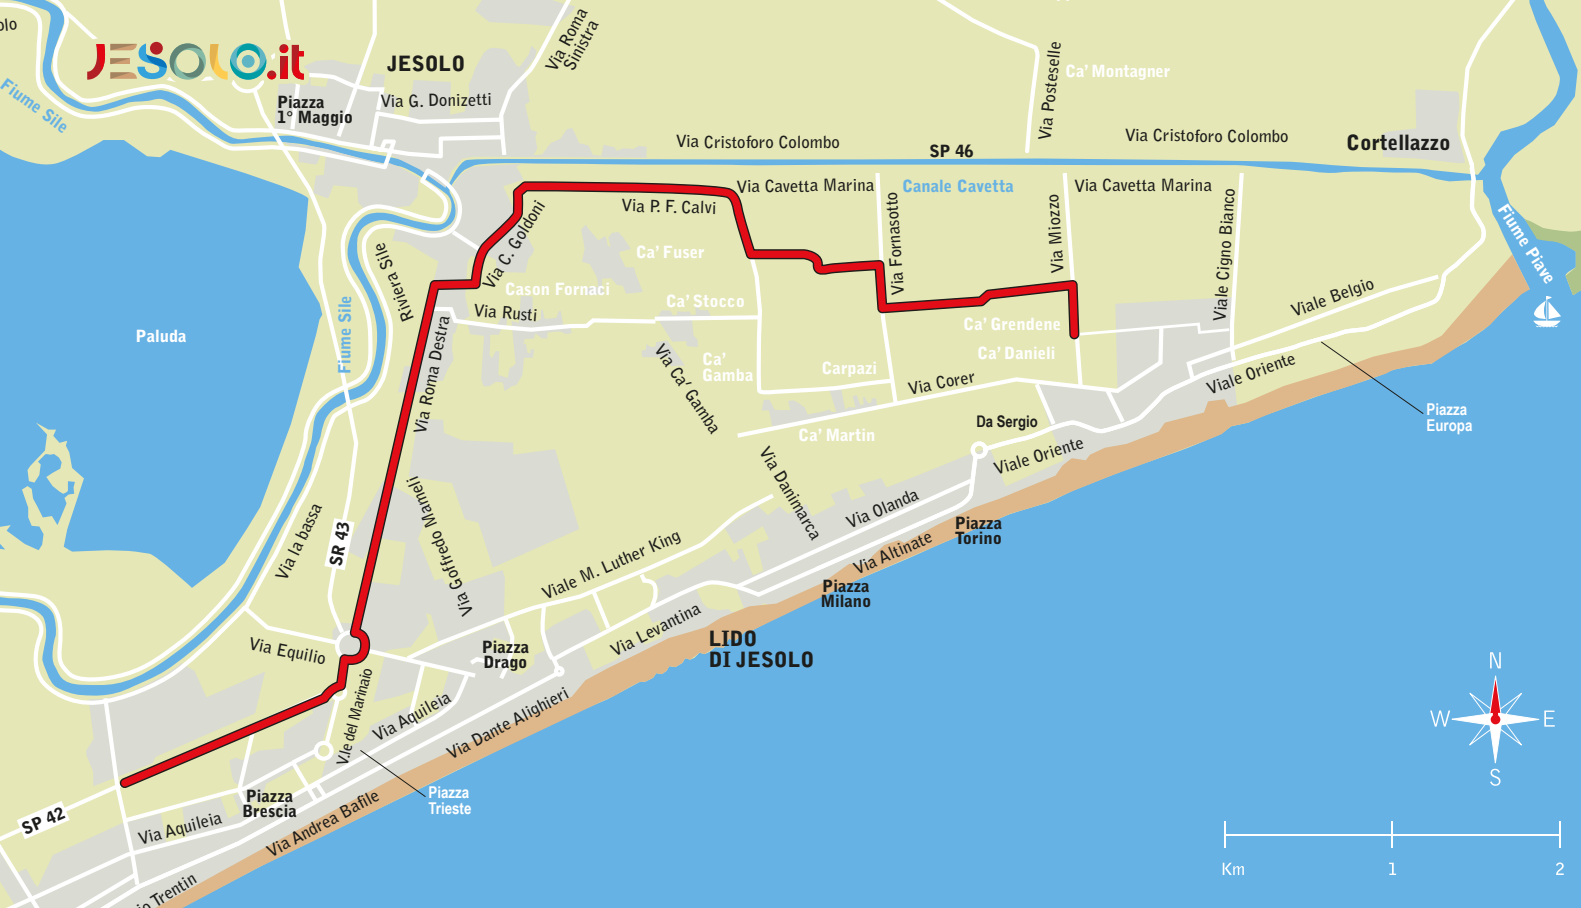 olo
JESOLO.it
JESOLO
Via Roma
Sinistra
Fiume Sile
Piazza
1° Maggio
Via G. Donizetti
Via Posteselle
Ca' Montagner
Via Cristoforo Colombo
SP 46
Via Cristoforo Colombo
Cortellazzo
Via Cavetta Marina
Canale Cavetta
Via Cavetta Marina
Via P. F. Calvi
Via C. Goldoni
Via Fornasotto
Via Miozzo
Viale Cigno Bianco
Fiume Piave
Riviera Sile
Ca' Fuser
Cason Fornaci
Ca' Stocco
Via Rusti
Viale Belgio
Fiume Sile
Paluda
Ca' Grendene
Ca' Danieli
Via Roma Destra
Via Ca' Gamba
Ca'
Gamba
Carpazi
Via Corer
Viale Oriente
Piazza
Europa
Ca' Martin
Da Sergio
Viale Oriente
Via Danimarca
Via Olanda
Via Goffredo Mameli
Via la bassa
SR 43
Piazza
Torino
Via Altinate
Viale M. Luther King
Piazza
Milano
Via Levantina
LIDO
DI JESOLO
Via Equilio
Piazza
Drago
V.le del Marinaio
Via Aquileia
Via Dante Alighieri
N
W
E
S
Piazza
Trieste
Piazza
Brescia
SP 42
Via Aquileia
Via Andrea Bafile
io Trentin
Km
1
2